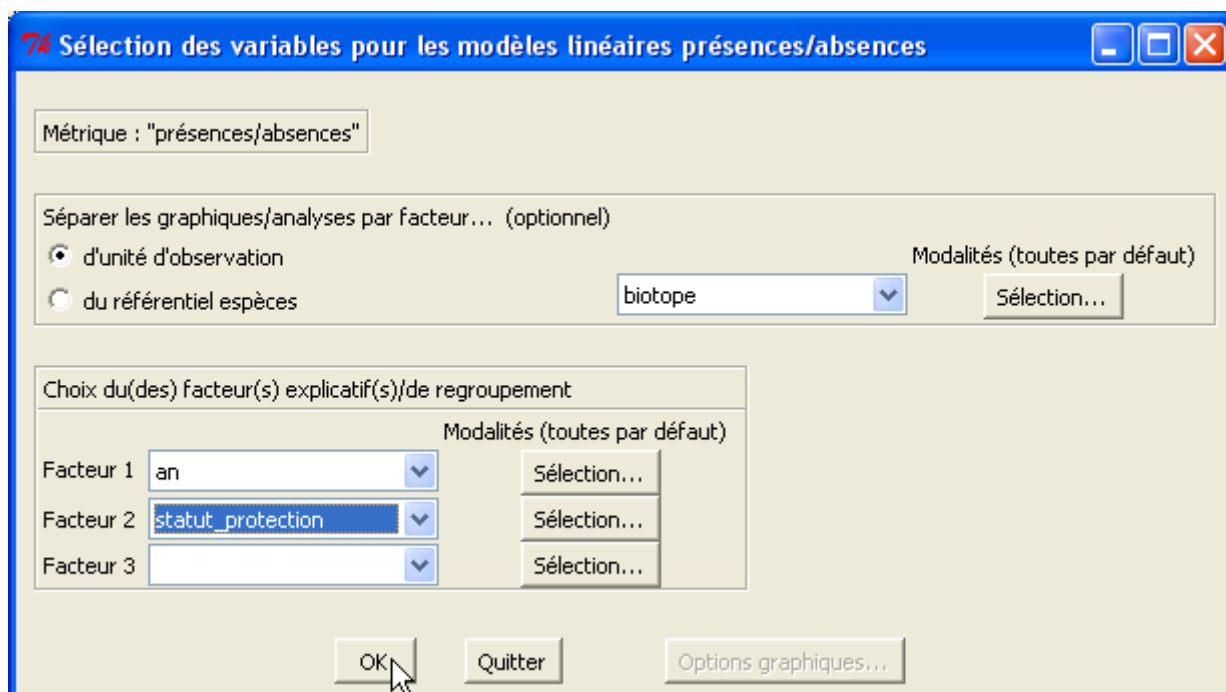 Sélection des variables pour les modèles linéaires présences/absences
Métrique : "présences/absences"
Séparer les graphiques/analyses par facteur... (optionnel)
d'unité d'observation
Modalités (toutes par défaut)
du référentiel espèces
biotope
Sélection...
Choix du(des) facteur(s) explicatif(s)/de regroupement
Modalités (toutes par défaut)
Facteur 1 an Sélection...
Facteur 2 statut_protection Sélection...
Facteur 3 Sélection...
OK Quitter Options graphiques...